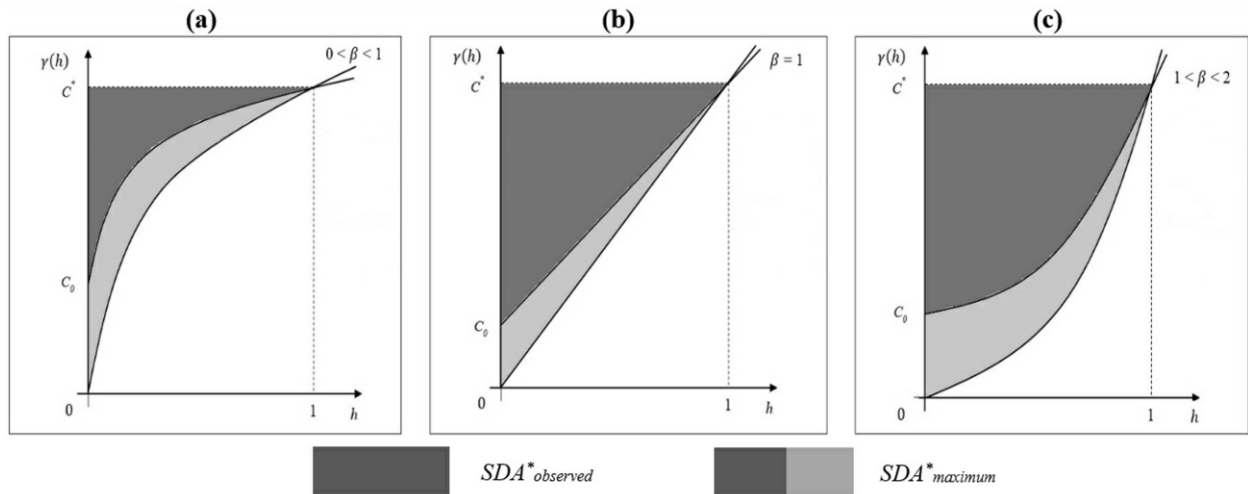 (a) (b) (c)
γ(h) 0 < β < 1
C*
C₀
0 1 h
γ(h) β = 1
C*
C₀
0 1 h
γ(h) 1 < β < 2
C*
C₀
0 1 h
SDA*observed SDA*maximum